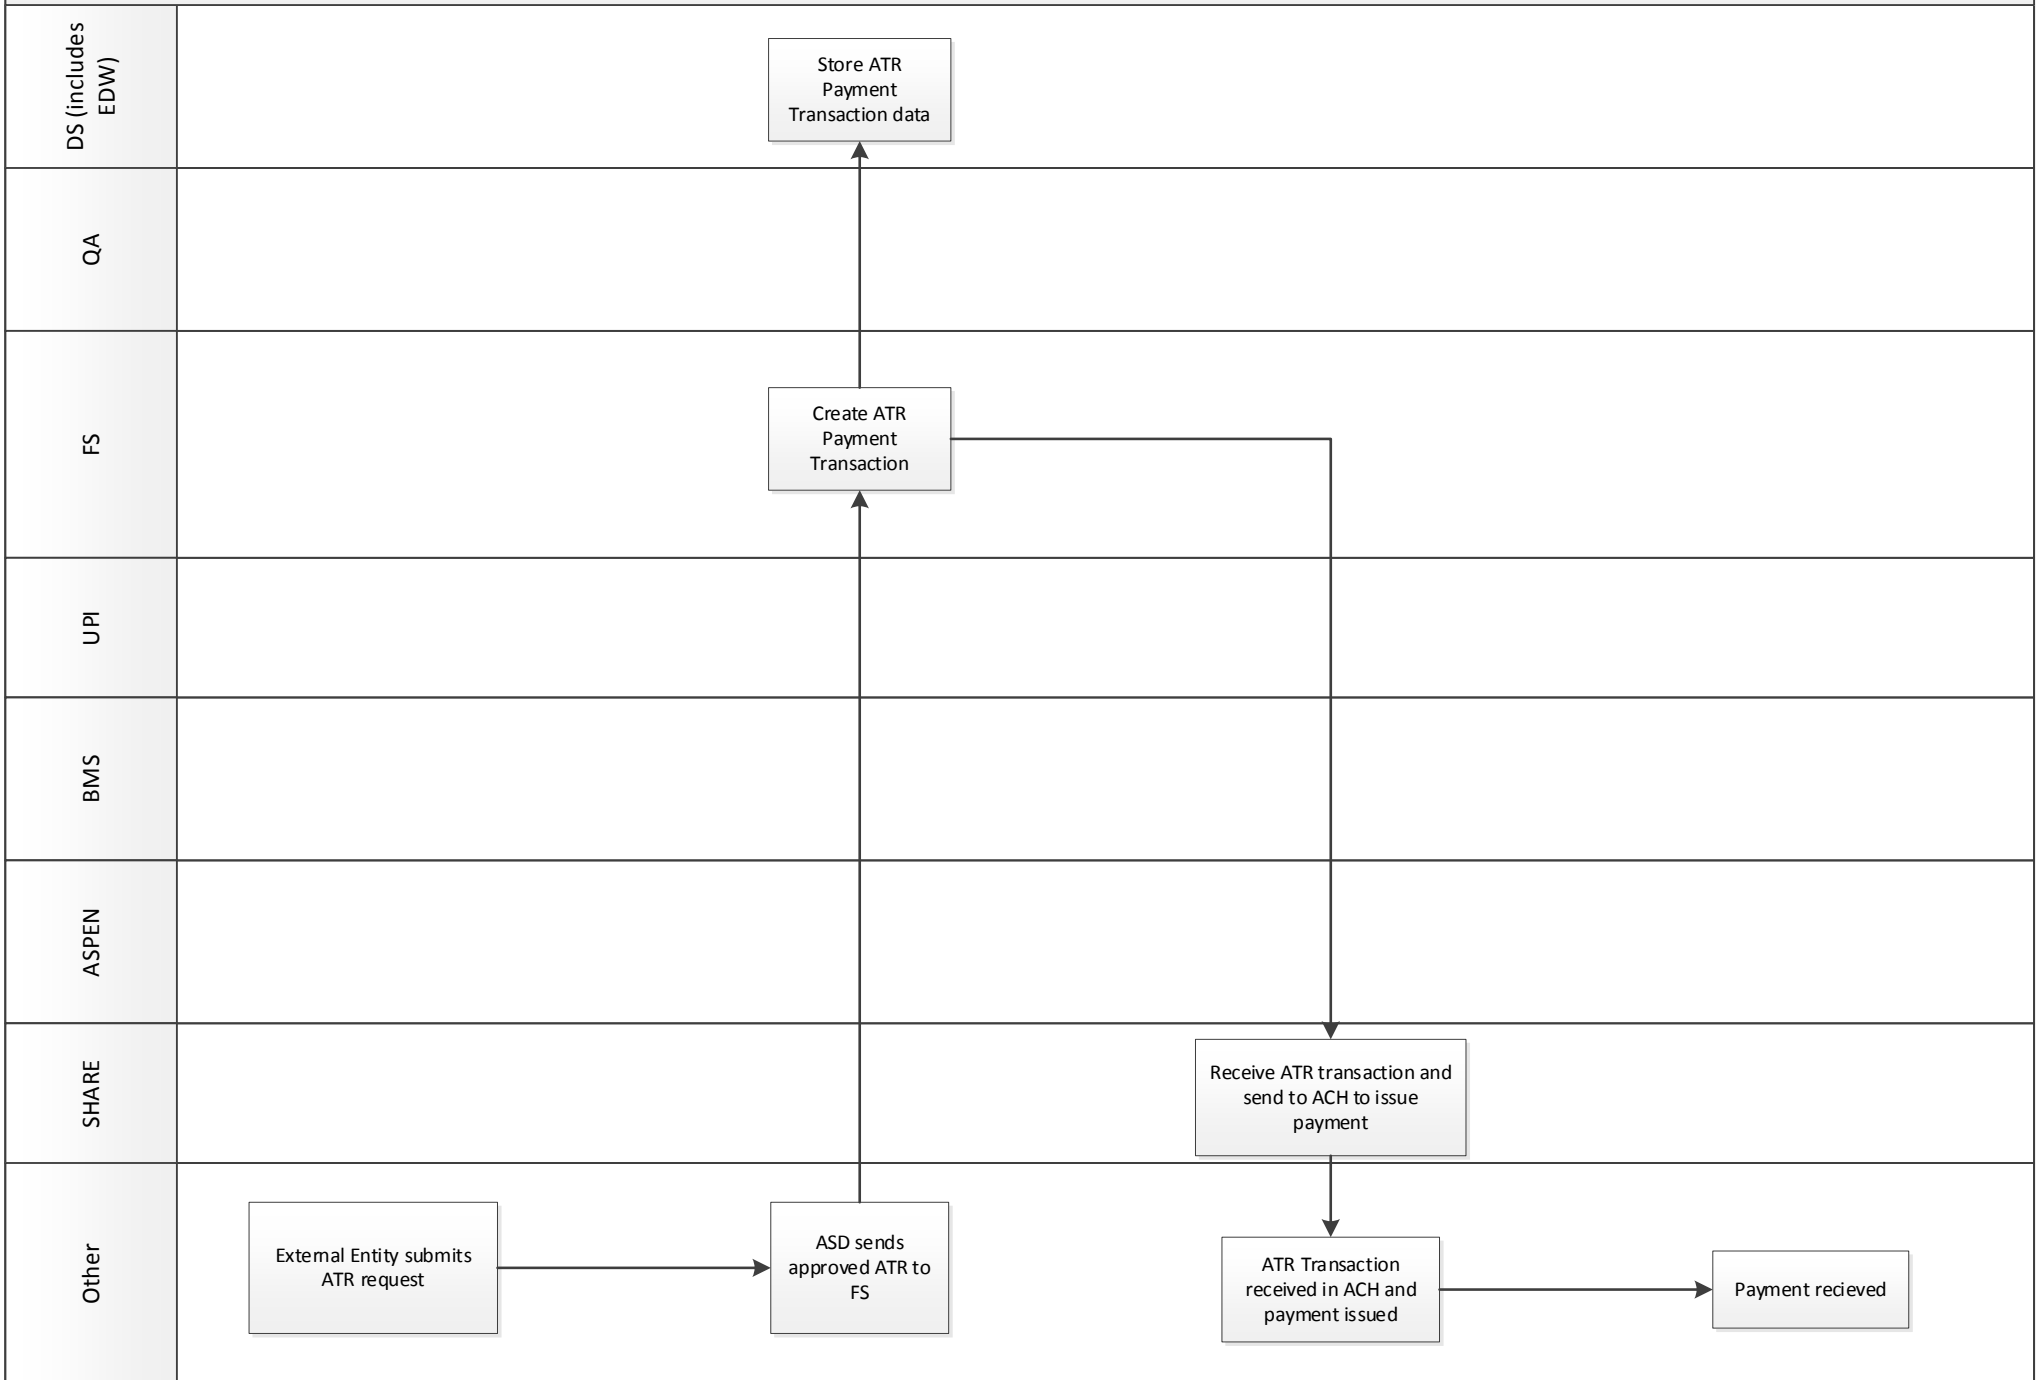 DS (includes
EDW)
Store ATR
Payment
Transaction data
QA
FS
Create ATR
Payment
Transaction
UPI
BMS
ASPEN
SHARE
Receive ATR transaction and
send to ACH to issue
payment
Other
External Entity submits
ATR request
ASD sends
approved ATR to
FS
ATR Transaction
received in ACH and
payment issued
Payment recieved